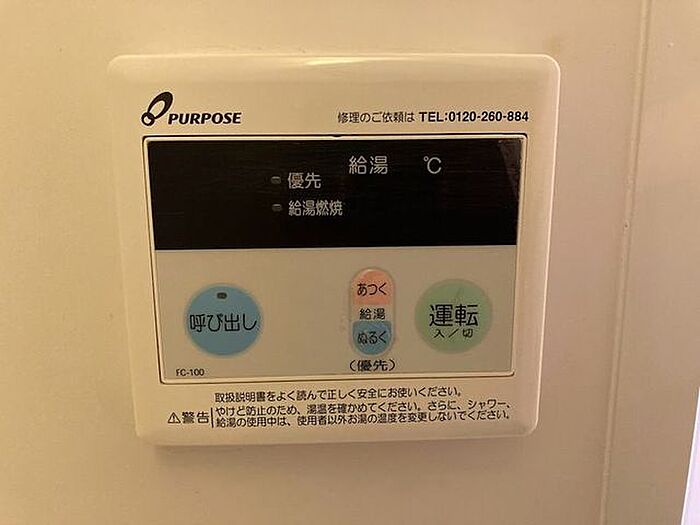 PURPOSE
修理のご依頼は TEL:0120-260-884
給湯 ℃
優先
給湯燃焼
呼び出し
あつく
給湯
ぬるく
(優先)
運転
入/切
FC-100
取扱説明書をよく読んで正しく安全にお使いください。
⚠警告
やけど防止のため、湯温を確かめてください。さらに、シャワー、
給湯の使用中は、使用者以外お湯の温度を変更しないでください。